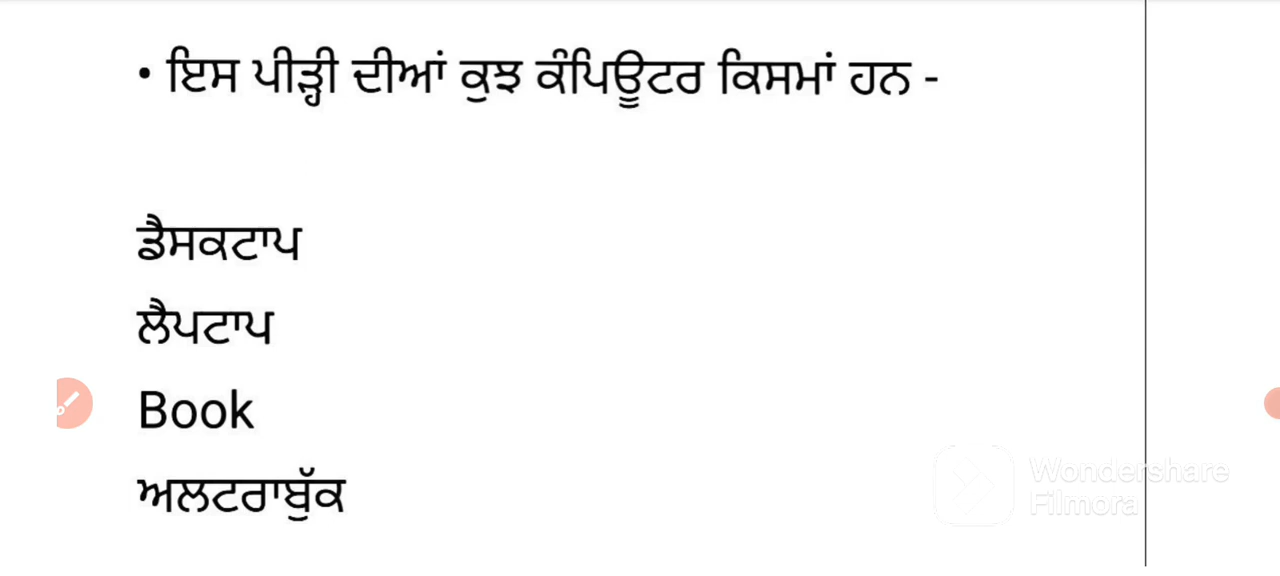 • ਇਸ ਪੀੜ੍ਹੀ ਦੀਆਂ ਕੁਝ ਕੰਪਿਊਟਰ ਕਿਸਮਾਂ ਹਨ -
ਡੈਸਕਟਾਪ
ਲੈਪਟਾਪ
Book
ਅਲਟਰਾਬੁੱਕ
Wondershare
Filmora